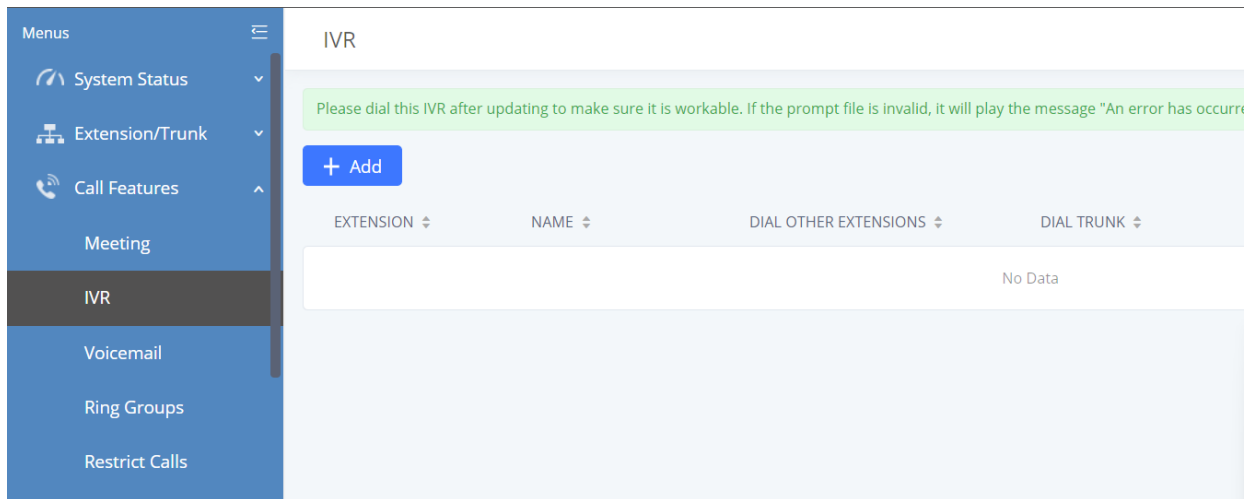 Menus
System Status
Extension/Trunk
Call Features
Meeting
IVR
Voicemail
Ring Groups
Restrict Calls
IVR
Please dial this IVR after updating to make sure it is workable. If the prompt file is invalid, it will play the message "An error has occurre
+ Add
EXTENSION NAME DIAL OTHER EXTENSIONS DIAL TRUNK
No Data